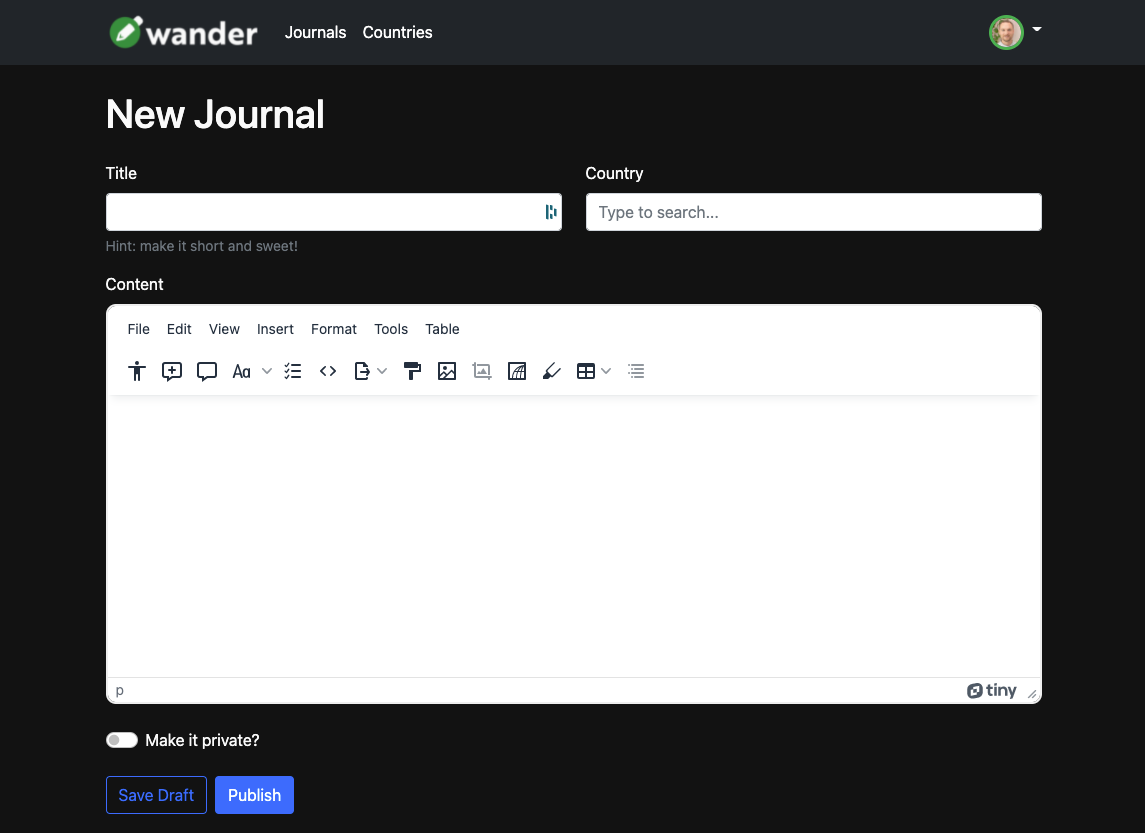 wander Journals Countries
New Journal
Title Country
Type to search...
Hint: make it short and sweet!
Content
File Edit View Insert Format Tools Table
Aa
p tiny
Make it private?
Save Draft Publish